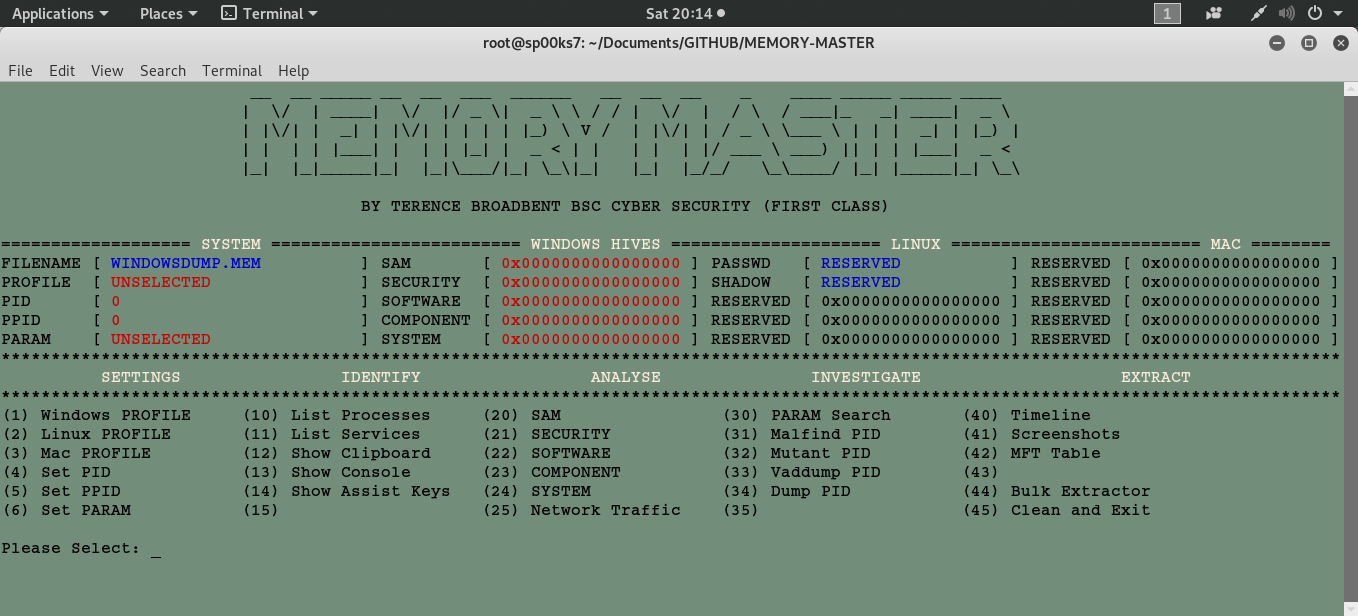 Applications Places Terminal Sat 20:14 1
root@sp00ks7: ~/Documents/GITHUB/MEMORY-MASTER
File Edit View Search Terminal Help
MEMORY MASTER
BY TERENCE BROADBENT BSC CYBER SECURITY (FIRST CLASS)
=================== SYSTEM ========================= WINDOWS HIVES ===================== LINUX ========================= MAC ========
FILENAME [ WINDOWSDUMP.MEM ] SAM [ 0x0000000000000000 ] PASSWD [ RESERVED ] RESERVED [ 0x0000000000000000 ]
PROFILE [ UNSELECTED ] SECURITY [ 0x0000000000000000 ] SHADOW [ RESERVED ] RESERVED [ 0x0000000000000000 ]
PID [ 0 ] SOFTWARE [ 0x0000000000000000 ] RESERVED [ 0x0000000000000000 ] RESERVED [ 0x0000000000000000 ]
PPID [ 0 ] COMPONENT [ 0x0000000000000000 ] RESERVED [ 0x0000000000000000 ] RESERVED [ 0x0000000000000000 ]
PARAM [ UNSELECTED ] SYSTEM [ 0x0000000000000000 ] RESERVED [ 0x0000000000000000 ] RESERVED [ 0x0000000000000000 ]
**************************************************************************************************************************************
SETTINGS IDENTIFY ANALYSE INVESTIGATE EXTRACT
**************************************************************************************************************************************
(1) Windows PROFILE (10) List Processes (20) SAM (30) PARAM Search (40) Timeline
(2) Linux PROFILE (11) List Services (21) SECURITY (31) Malfind PID (41) Screenshots
(3) Mac PROFILE (12) Show Clipboard (22) SOFTWARE (32) Mutant PID (42) MFT Table
(4) Set PID (13) Show Console (23) COMPONENT (33) Vaddump PID (43)
(5) Set PPID (14) Show Assist Keys (24) SYSTEM (34) Dump PID (44) Bulk Extractor
(6) Set PARAM (15) (25) Network Traffic (35) (45) Clean and Exit
Please Select: _